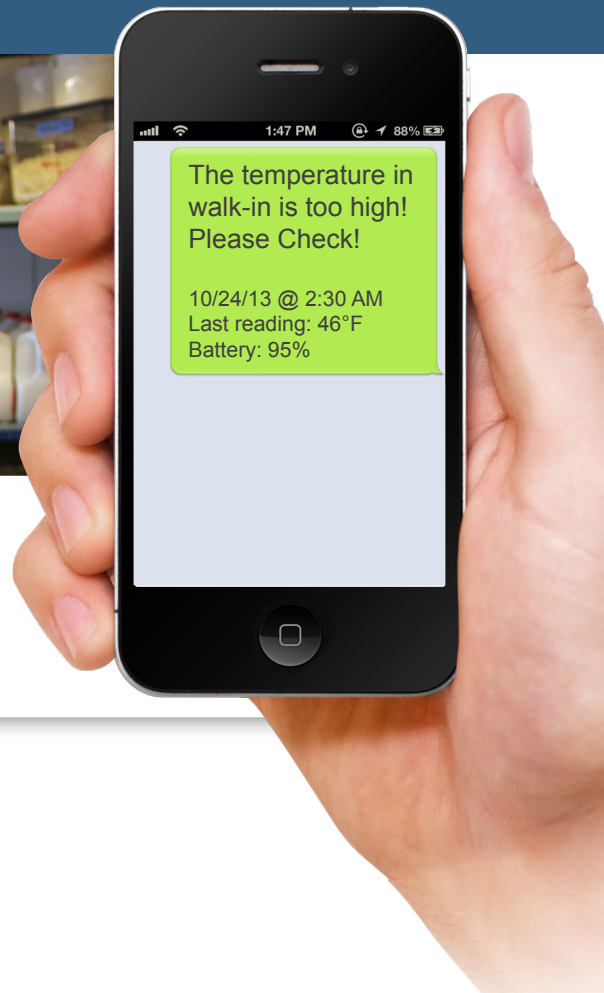 1:47 PM 88%
The temperature in
walk-in is too high!
Please Check!
10/24/13 @ 2:30 AM
Last reading: 46°F
Battery: 95%